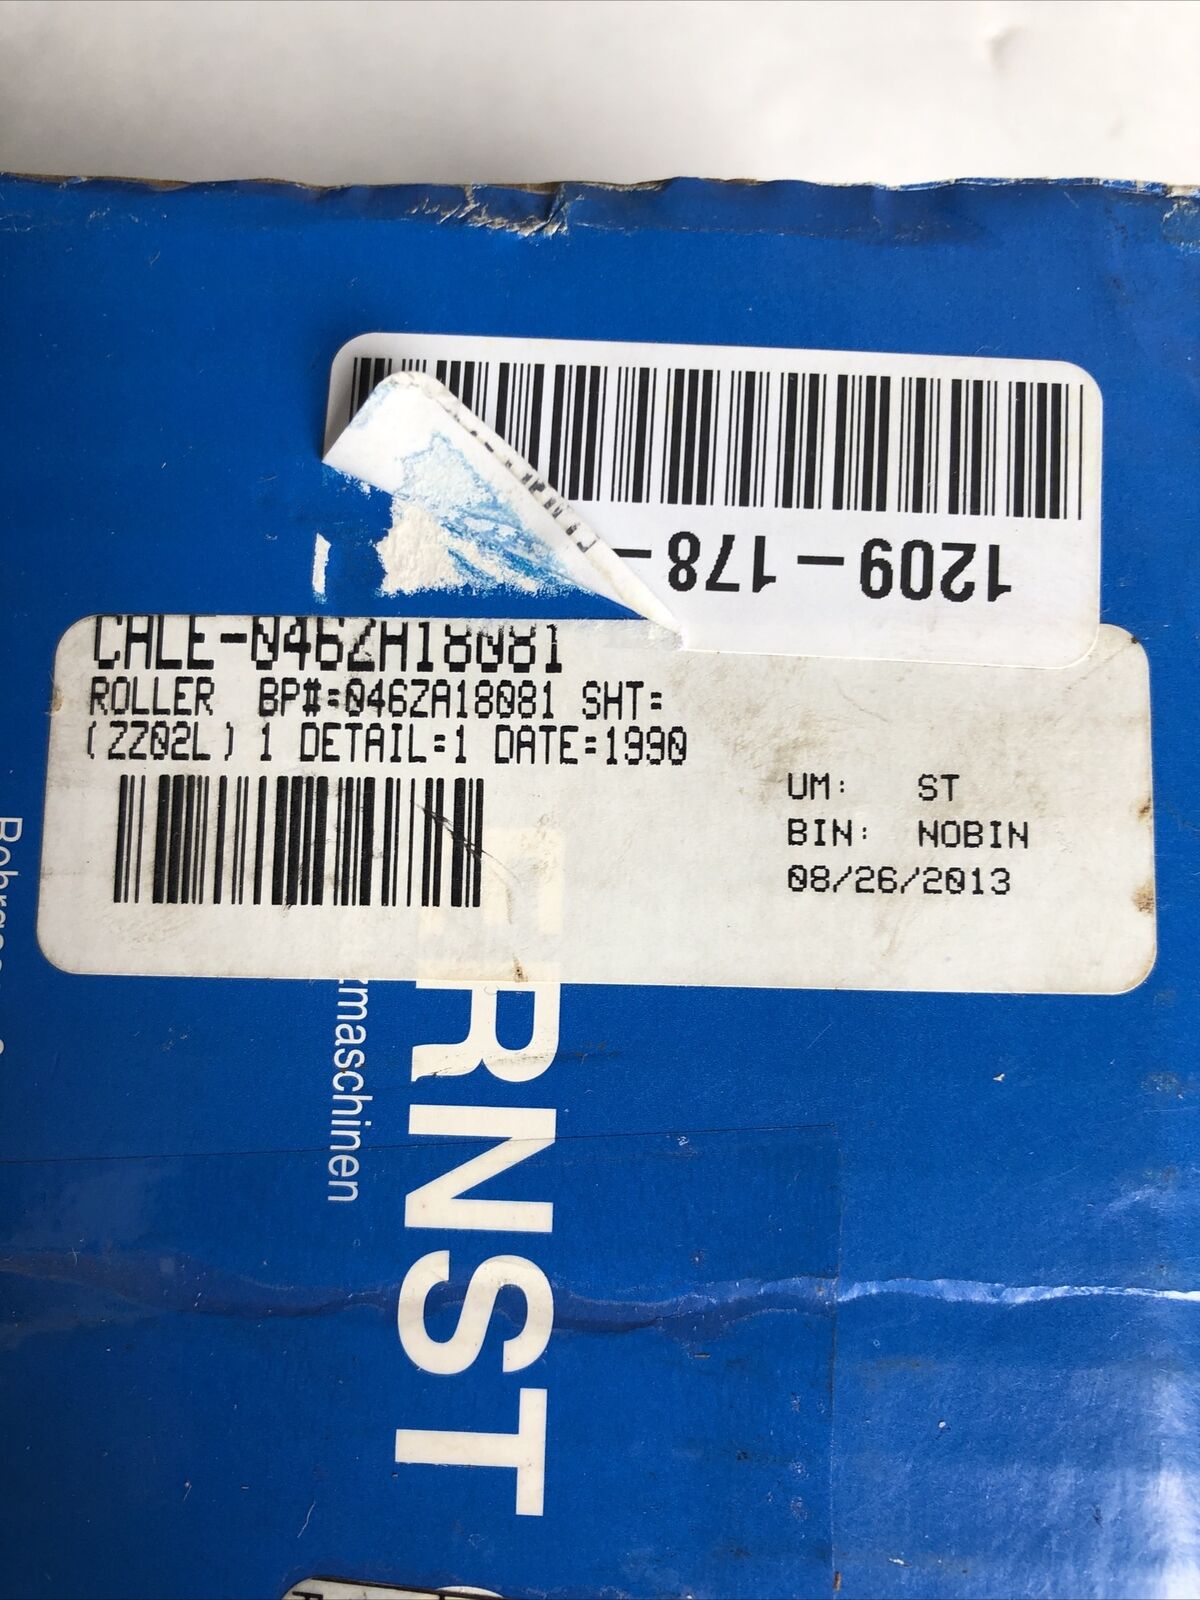 1209-178-
CALE-046ZA18081
ROLLER BP#=046ZA18081 SHT=
(ZZ02L) 1 DETAIL=1 DATE=1990
UM: ST
BIN: NOBIN
08/26/2013
ERNST
maschinen